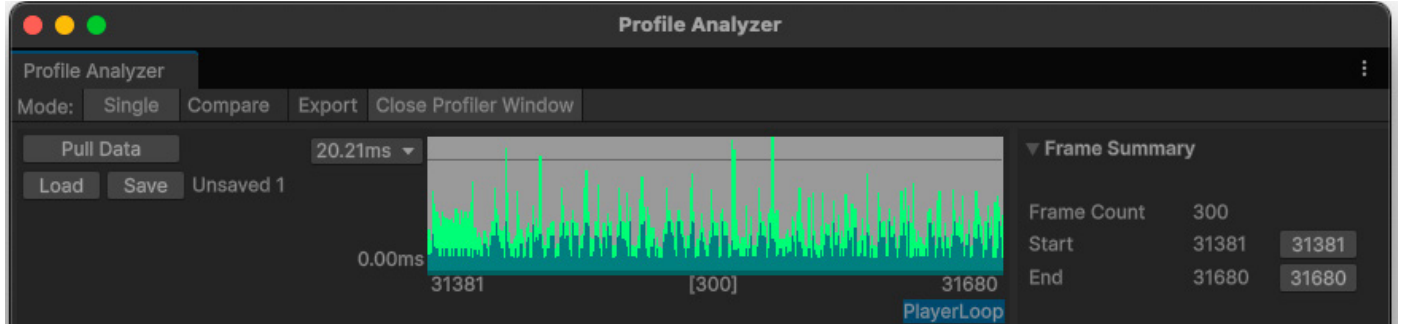 Profile Analyzer
Profile Analyzer
Mode: Single Compare Export Close Profiler Window
Pull Data 20.21ms
Load Save Unsaved 1
0.00ms
31381 [300] 31680
PlayerLoop
Frame Summary
Frame Count 300
Start 31381 31381
End 31680 31680